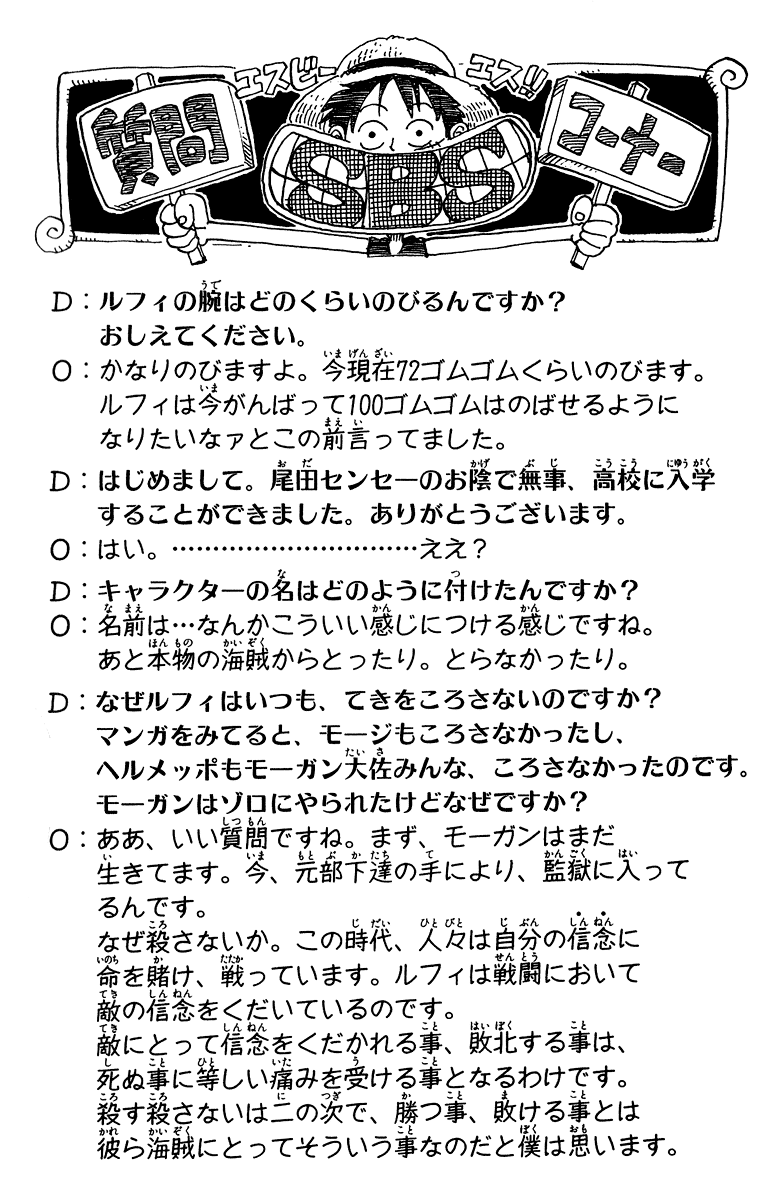 エスビーエス!!
質問
SBS
コーナー
D：ルフィの腕はどのくらいのびるんですか？
おしえてください。
O：かなりのびますよ。今現在72ゴムゴムくらいのびます。
ルフィは今がんばって100ゴムゴムはのばせるように
なりたいなァとこの前言ってました。
D：はじめまして。尾田センセーのお陰で無事、高校に入学
することができました。ありがとうございます。
O：はい。…………………………ええ？
D：キャラクターの名はどのように付けたんですか？
O：名前は…なんかこういい感じにつける感じですね。
あと本物の海賊からとったり。とらなかったり。
D：なぜルフィはいつも、てきをころさないのですか？
マンガをみてると、モージもころさなかったし、
ヘルメッポもモーガン大佐みんな、ころさなかったのです。
モーガンはゾロにやられたけどなぜですか？
O：ああ、いい質問ですね。まず、モーガンはまだ
生きてます。今、元部下達の手により、監獄に入って
るんです。
なぜ殺さないか。この時代、人々は自分の信念に
命を賭け、戦っています。ルフィは戦闘において
敵の信念をくだいているのです。
敵にとって信念をくだかれる事、敗北する事は、
死ぬ事に等しい痛みを受ける事となるわけです。
殺す殺さないは二の次で、勝つ事、敗ける事とは
彼ら海賊にとってそういう事なのだと僕は思います。